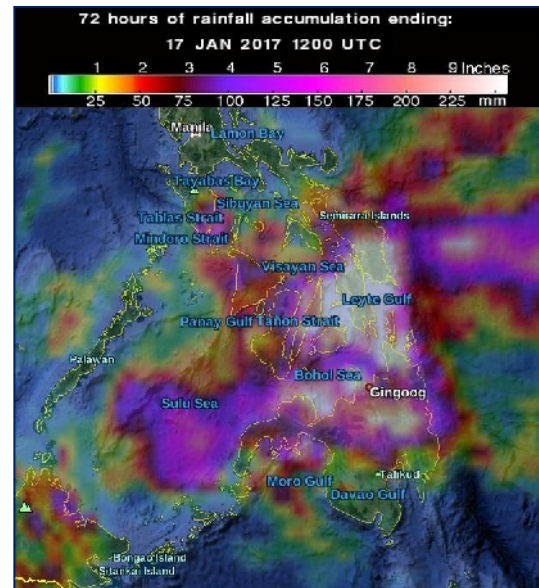 72 hours of rainfall accumulation ending:
17 JAN 2017 1200 UTC
1 2 3 4 5 6 7 8 9 Inches
25 50 75 100 125 150 175 200 225 mm
Manila
Lamon Bay
Tayabas Bay
Sibuyan Sea
Semirara Islands
Tablas Strait
Mindoro Strait
Visayan Sea
Leyte Gulf
Panay Gulf Tañon Strait
Palawan
Bohol Sea
Gingoog
Sulu Sea
Moro Gulf
Talikud
Davao Gulf
Bongao Island
Sitankai Island